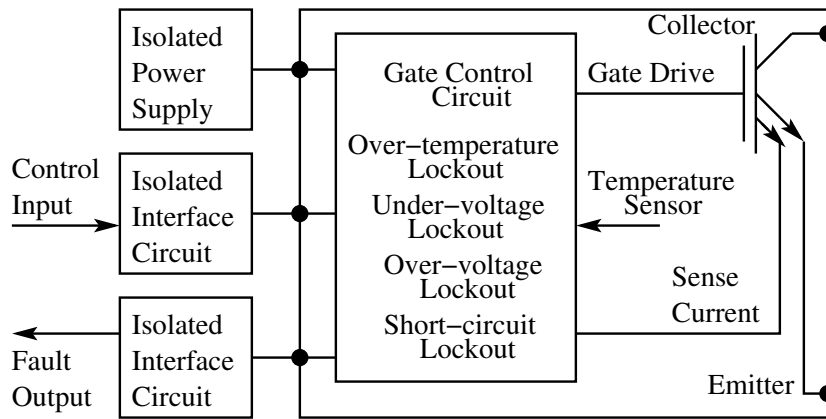 Isolated
Power
Supply
Control
Input
Isolated
Interface
Circuit
Fault
Output
Isolated
Interface
Circuit
Gate Control
Circuit
Over−temperature
Lockout
Under−voltage
Lockout
Over−voltage
Lockout
Short−circuit
Lockout
Collector
Gate Drive
Temperature
Sensor
Sense
Current
Emitter